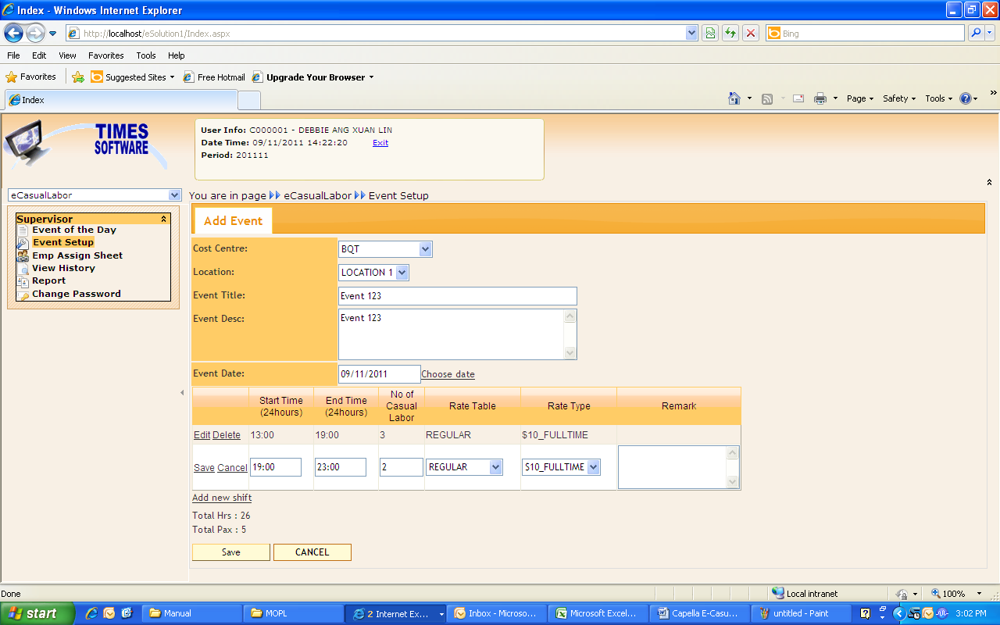 Index - Windows Internet Explorer
http://localhost/eSolution1/Index.aspx
Bing
File Edit View Favorites Tools Help
Favorites Suggested Sites Free Hotmail Upgrade Your Browser
Index
Page Safety Tools
TIMES
SOFTWARE
User Info: C000001 - DEBBIE ANG XUAN LIN
Date Time: 09/11/2011 14:22:20 Exit
Period: 201111
eCasualLabor
You are in page eCasualLabor Event Setup
Supervisor
Event of the Day
Event Setup
Emp Assign Sheet
View History
Report
Change Password
Add Event
Cost Centre: BQT
Location: LOCATION 1
Event Title: Event 123
Event Desc: Event 123
Event Date: 09/11/2011 Choose date
Start Time (24hours) End Time (24hours) No of Casual Labor Rate Table Rate Type Remark
Edit Delete 13:00 19:00 3 REGULAR $10_FULLTIME
Save Cancel 19:00 23:00 2 REGULAR $10_FULLTIME
Add new shift
Total Hrs : 26
Total Pax : 5
Save CANCEL
Done Local intranet 100%
start Manual MOPL 2 Internet Ex... Inbox - Microso... Microsoft Excel... Capella E-Casu... untitled - Paint 3:02 PM